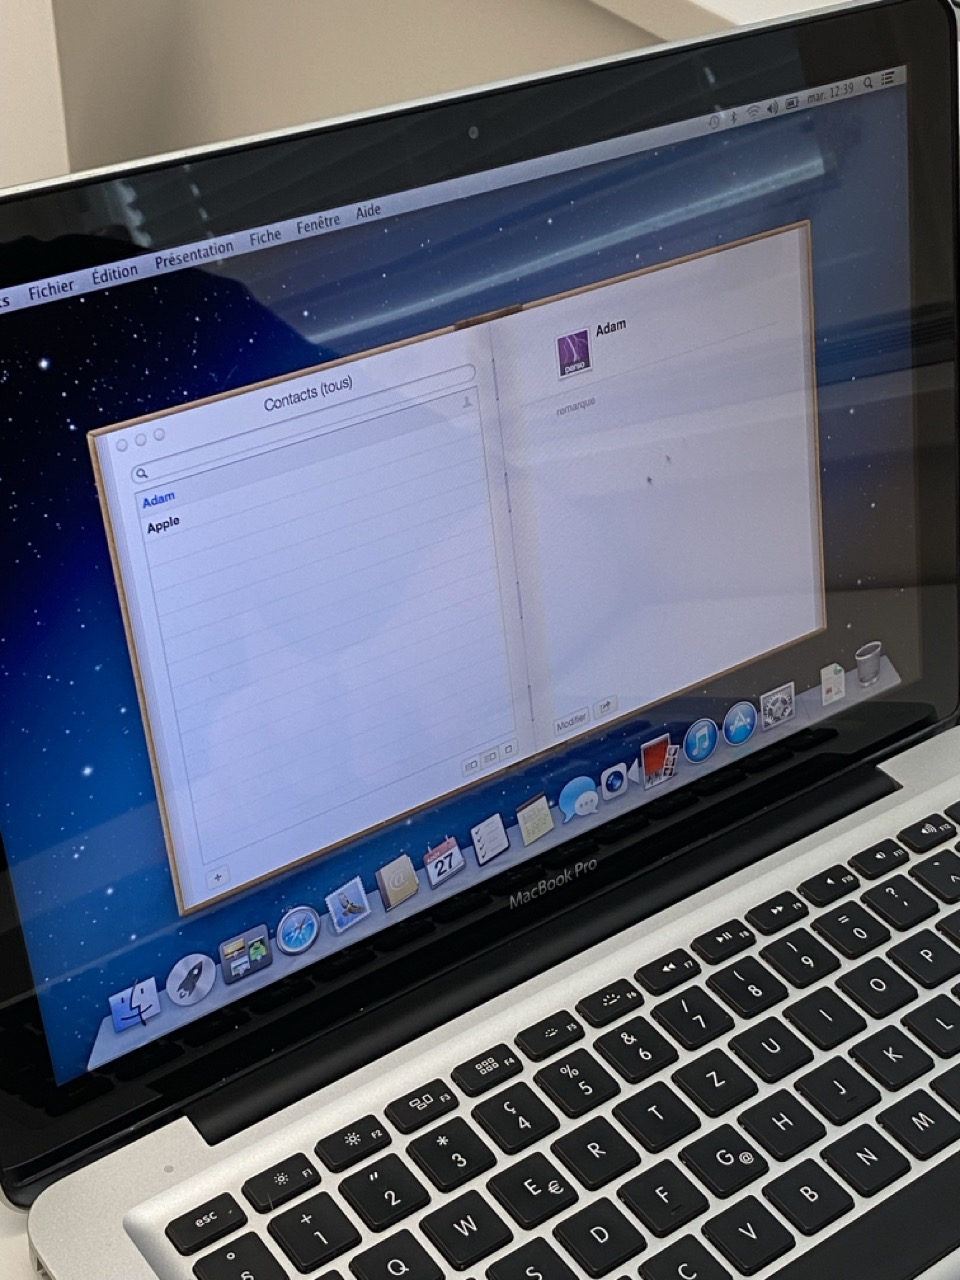 mar. 12:39
ts Fichier Édition Présentation Fiche Fenêtre Aide
Contacts (tous)
Adam
Apple
Adam
perso
remarque
Modifier
+
27
MacBook Pro
esc F1 F2 F3 F4 F5 F6 F7 F8 F9 F10 F11 F12
° § + 1 " 2 * 3 ç 4 % 5 & 6 / 7 ( 8 ) 9 = 0 ? ' ` ^
Q W E € R T Z U I O P
S D F G @ H J K L
C V B N M